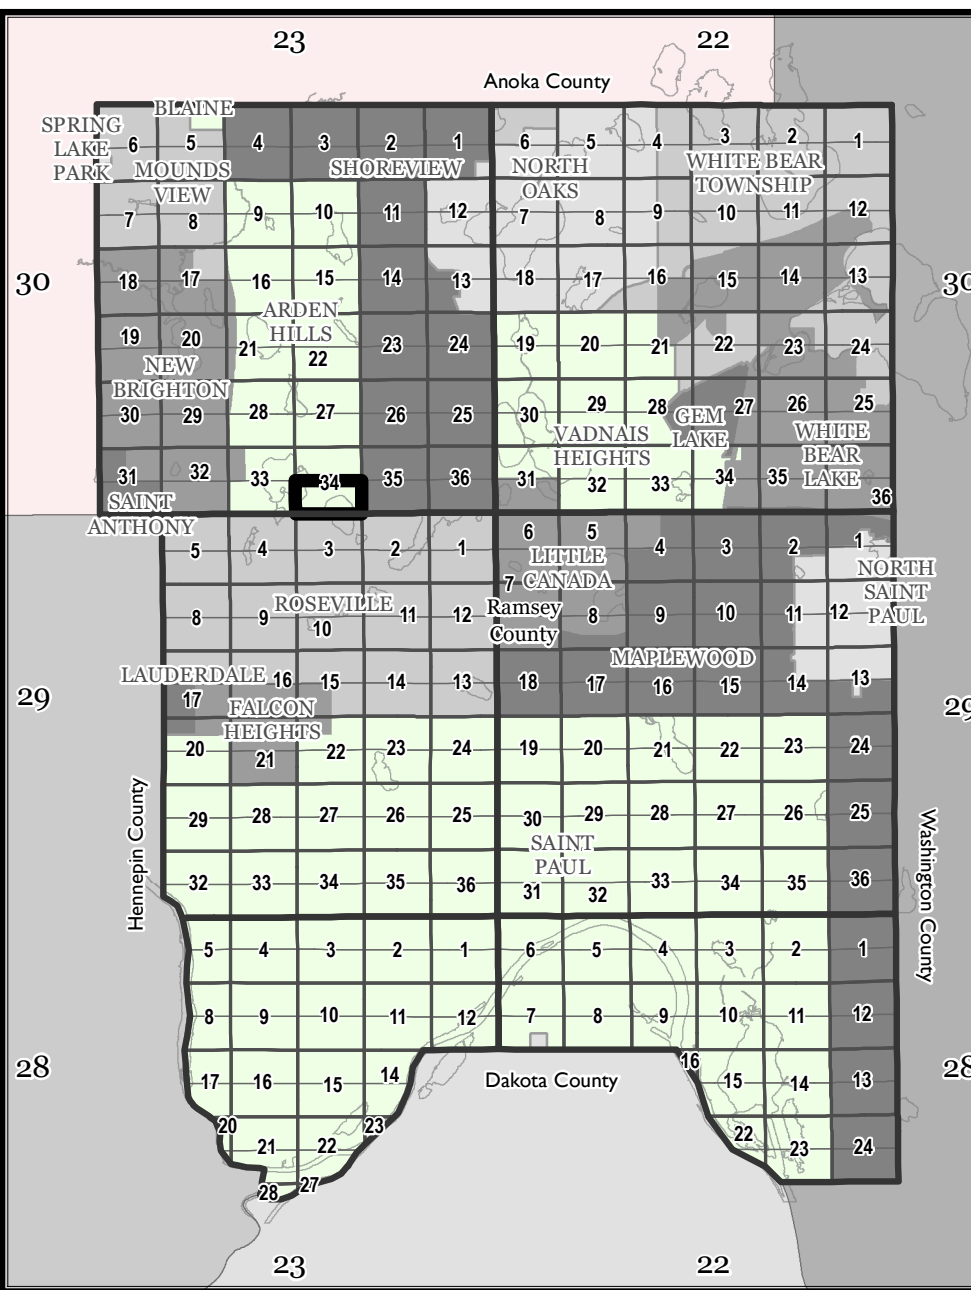 23 22
Anoka County
BLAINE
SPRING
LAKE
PARK
6 5 4 3 2 1 6 5 4 3 2 1
MOUNDS
VIEW
SHOREVIEW
NORTH
OAKS
WHITE BEAR
TOWNSHIP
7 8 9 10 11 12 7 8 9 10 11 12
30 18 17 16 15 14 13 18 17 16 15 14 13 30
ARDEN
HILLS
19 20 21 22 23 24 19 20 21 22 23 24
NEW
BRIGHTON
30 29 28 27 26 25 30 29 28 27 26 25
GEM
LAKE
VADNAIS
HEIGHTS
WHITE
BEAR
LAKE
31 32 33 34 35 36 31 32 33 34 35 36
SAINT
ANTHONY
5 4 3 2 1 6 5 4 3 2 1
LITTLE
CANADA
NORTH
SAINT
PAUL
ROSEVILLE
Ramsey
County
8 9 10 11 12 7 8 9 10 11 12
MAPLEWOOD
LAUDERDALE
29 17 16 15 14 13 18 17 16 15 14 13 29
FALCON
HEIGHTS
20 21 22 23 24 19 20 21 22 23 24
29 28 27 26 25 30 29 28 27 26 25
SAINT
PAUL
Hennepin County
Washington County
32 33 34 35 36 31 32 33 34 35 36
5 4 3 2 1 6 5 4 3 2 1
8 9 10 11 12 7 8 9 10 11 12
28 17 16 15 14 16 15 14 13 28
Dakota County
20 21 22 23 22 23 24
28 27
23 22